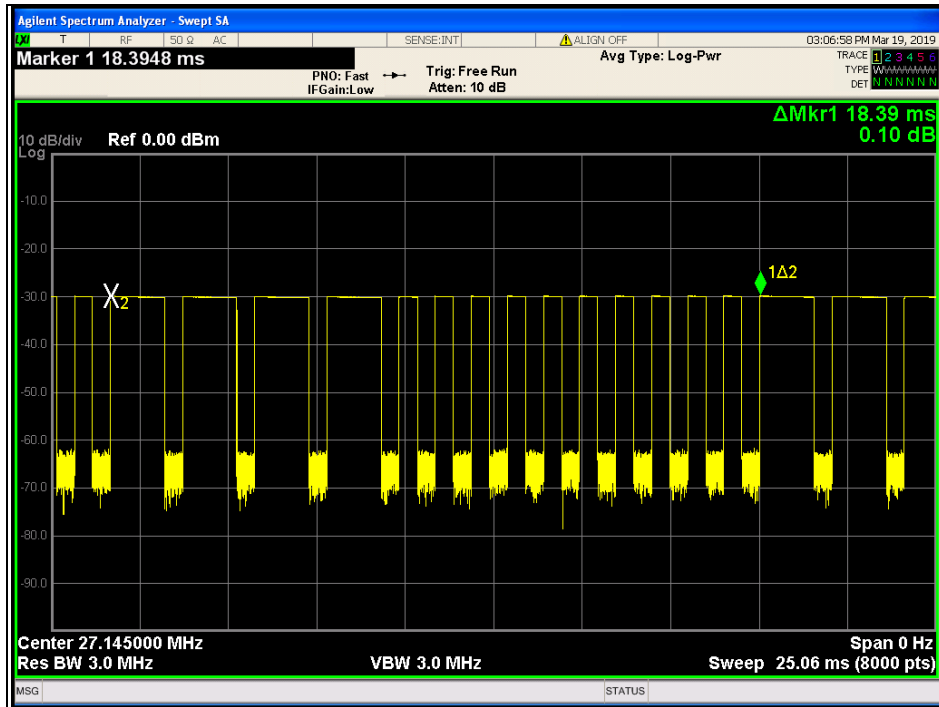 Agilent Spectrum Analyzer - Swept SA
LXI T RF 50 Ω AC SENSE:INT ALIGN OFF 03:06:58 PM Mar 19, 2019
Marker 1 18.3948 ms
PNO: Fast
IFGain:Low
Trig: Free Run
Atten: 10 dB
Avg Type: Log-Pwr
TRACE 1 2 3 4 5 6
TYPE WWWWWW
DET N N N N N N
ΔMkr1 18.39 ms
0.10 dB
10 dB/div Ref 0.00 dBm
Log
-10.0
-20.0
1Δ2
-30.0
X2
-40.0
-50.0
-60.0
-70.0
-80.0
-90.0
Center 27.145000 MHz Span 0 Hz
Res BW 3.0 MHz VBW 3.0 MHz Sweep 25.06 ms (8000 pts)
MSG STATUS